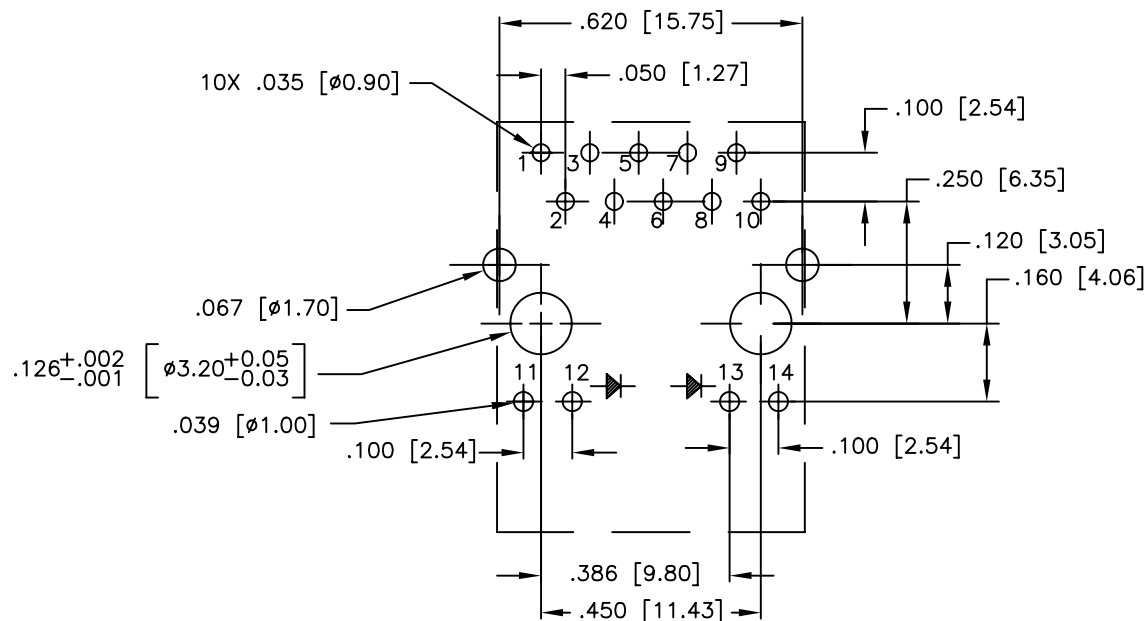 .620 [15.75]
10X .035 [ø0.90]
.050 [1.27]
.100 [2.54]
1 3 5 7 9
.250 [6.35]
2 4 6 8 10
.120 [3.05]
.160 [4.06]
.067 [ø1.70]
.126+.002 -.001 [ø3.20+0.05 -0.03]
11 12 13 14
.039 [ø1.00]
.100 [2.54]
.100 [2.54]
.386 [9.80]
.450 [11.43]